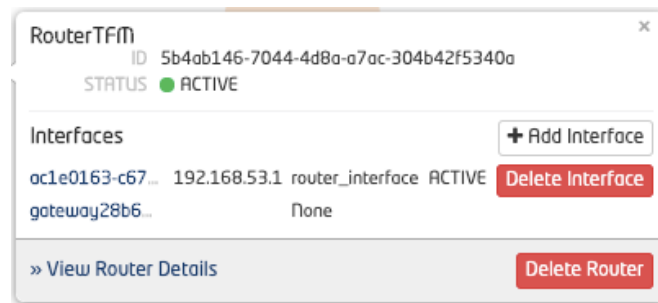 RouterTFM
×
ID 5b4ab146-7044-4d8a-a7ac-304b42f5340a
STATUS ACTIVE
Interfaces
+ Add Interface
ac1e0163-c67... 192.168.53.1 router_interface ACTIVE Delete Interface
gateway28b6... None
» View Router Details
Delete Router